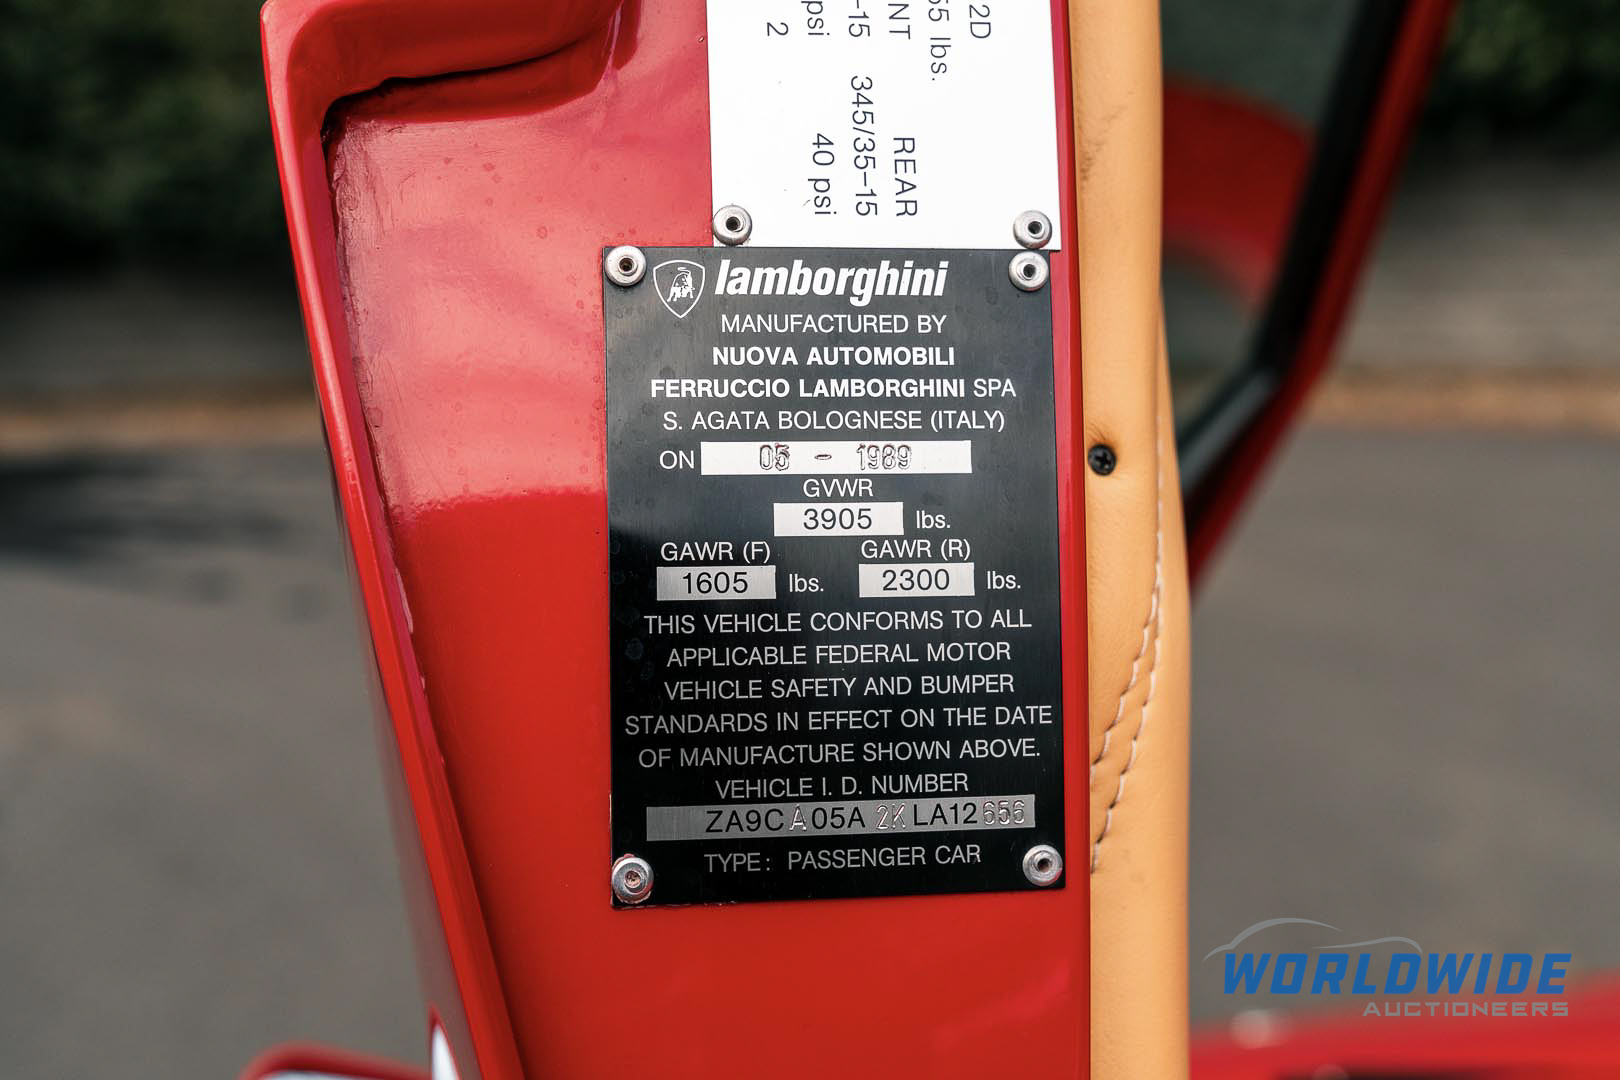 2D
55 lbs.
NT REAR
-15 345/35-15
psi 40 psi
2
lamborghini
MANUFACTURED BY
NUOVA AUTOMOBILI
FERRUCCIO LAMBORGHINI SPA
S. AGATA BOLOGNESE (ITALY)
ON 05 - 1989
GVWR
3905 lbs.
GAWR (F) GAWR (R)
1605 lbs. 2300 lbs.
THIS VEHICLE CONFORMS TO ALL
APPLICABLE FEDERAL MOTOR
VEHICLE SAFETY AND BUMPER
STANDARDS IN EFFECT ON THE DATE
OF MANUFACTURE SHOWN ABOVE.
VEHICLE I. D. NUMBER
ZA9CA05A2KLA12656
TYPE: PASSENGER CAR
WORLDWIDE
AUCTIONEERS